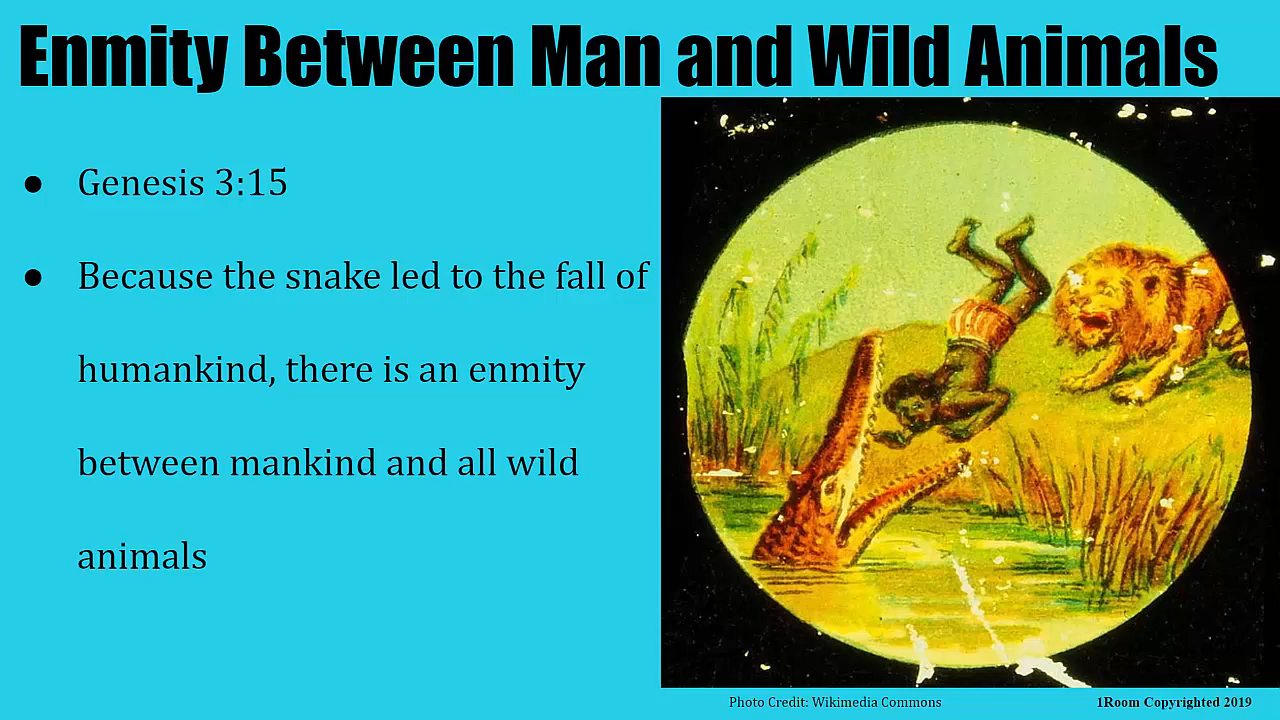 Enmity Between Man and Wild Animals
● Genesis 3:15
● Because the snake led to the fall of
humankind, there is an enmity
between mankind and all wild
animals
Photo Credit: Wikimedia Commons
1Room Copyrighted 2019